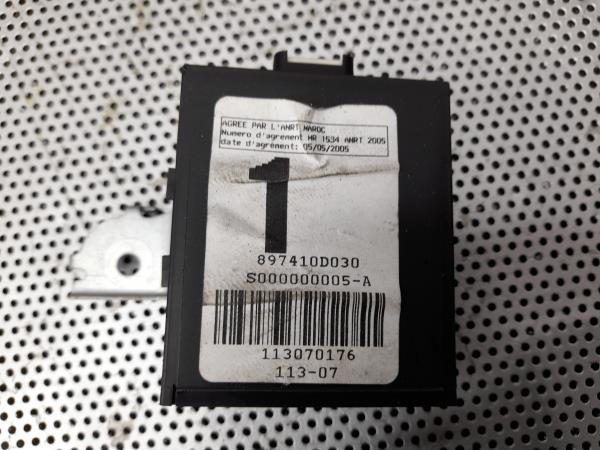 AGREE PAR L'ANRT MAROC
Numero d'agrement MR 1534 ANRT 2005
date d'agrément: 05/05/2005
1
897410D030
S000000005-A
113070176
113-07